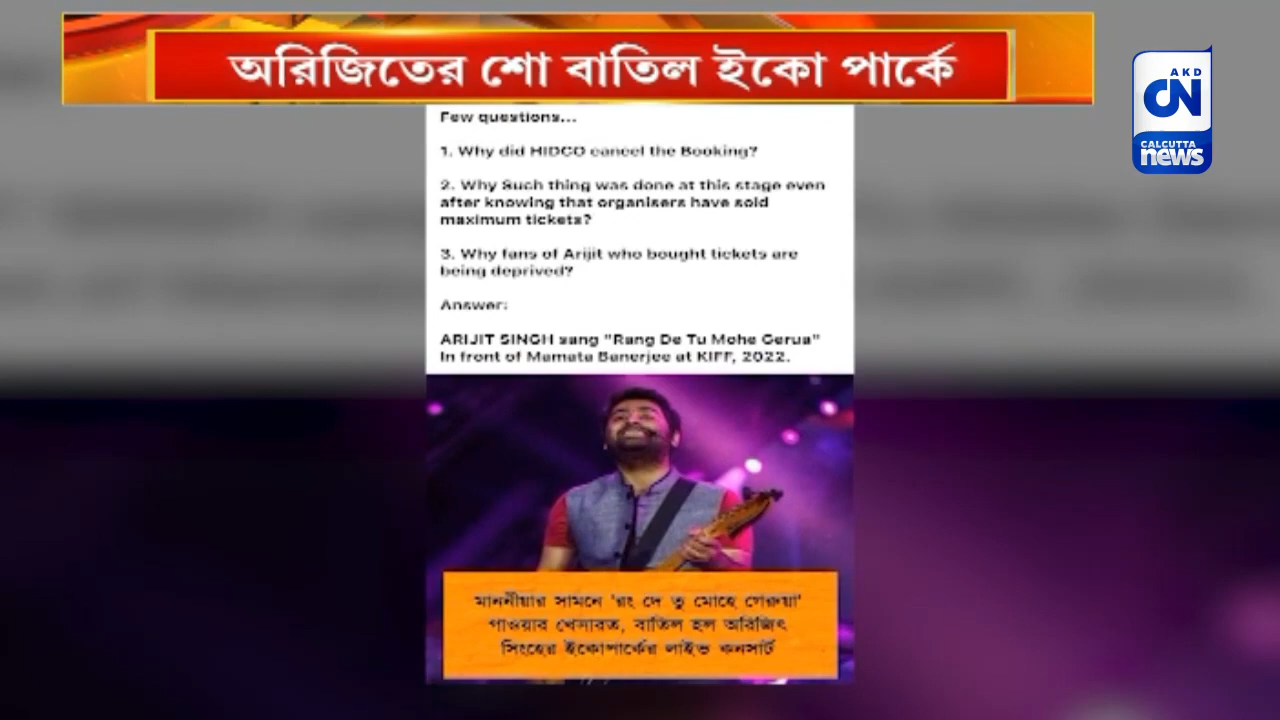 অরিজিতের শো বাতিল ইকো পার্কে
AKD
CN
CALCUTTA
news
Few questions...
1. Why did HIDCO cancel the Booking?
2. Why Such thing was done at this stage even
after knowing that organisers have sold
maximum tickets?
3. Why fans of Arijit who bought tickets are
being deprived?
Answer:
ARIJIT SINGH sang "Rang De Tu Mohe Gerua"
In front of Mamata Banerjee at KIFF, 2022.
মাননীয়ার সামনে 'রং দে তু মোহে গেরুয়া'
গাওয়ার খেসারত, বাতিল হল অরিজিৎ
সিংহের ইকোপার্কের লাইভ কনসার্ট